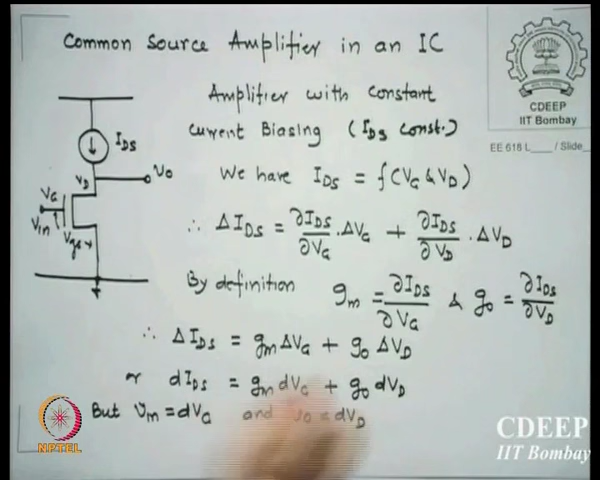 Common Source Amplifier in an IC
CDEEP
IIT Bombay
EE 618 L____ / Slide_
Amplifier with constant
Current Biasing (IDS const.)
IDS
vD
vo
VG
Vin
Vgs
We have IDS = f(VG & VD)
∴ ΔIDS = ∂IDS/∂VG . ΔVG + ∂IDS/∂VD . ΔVD
By definition gm = ∂IDS/∂VG & go = ∂IDS/∂VD
∴ ΔIDS = gm ΔVG + go ΔVD
or dIDS = gm dVG + go dVD
But vin = dVG and vo = dVD
NPTEL
CDEEP
IIT Bombay